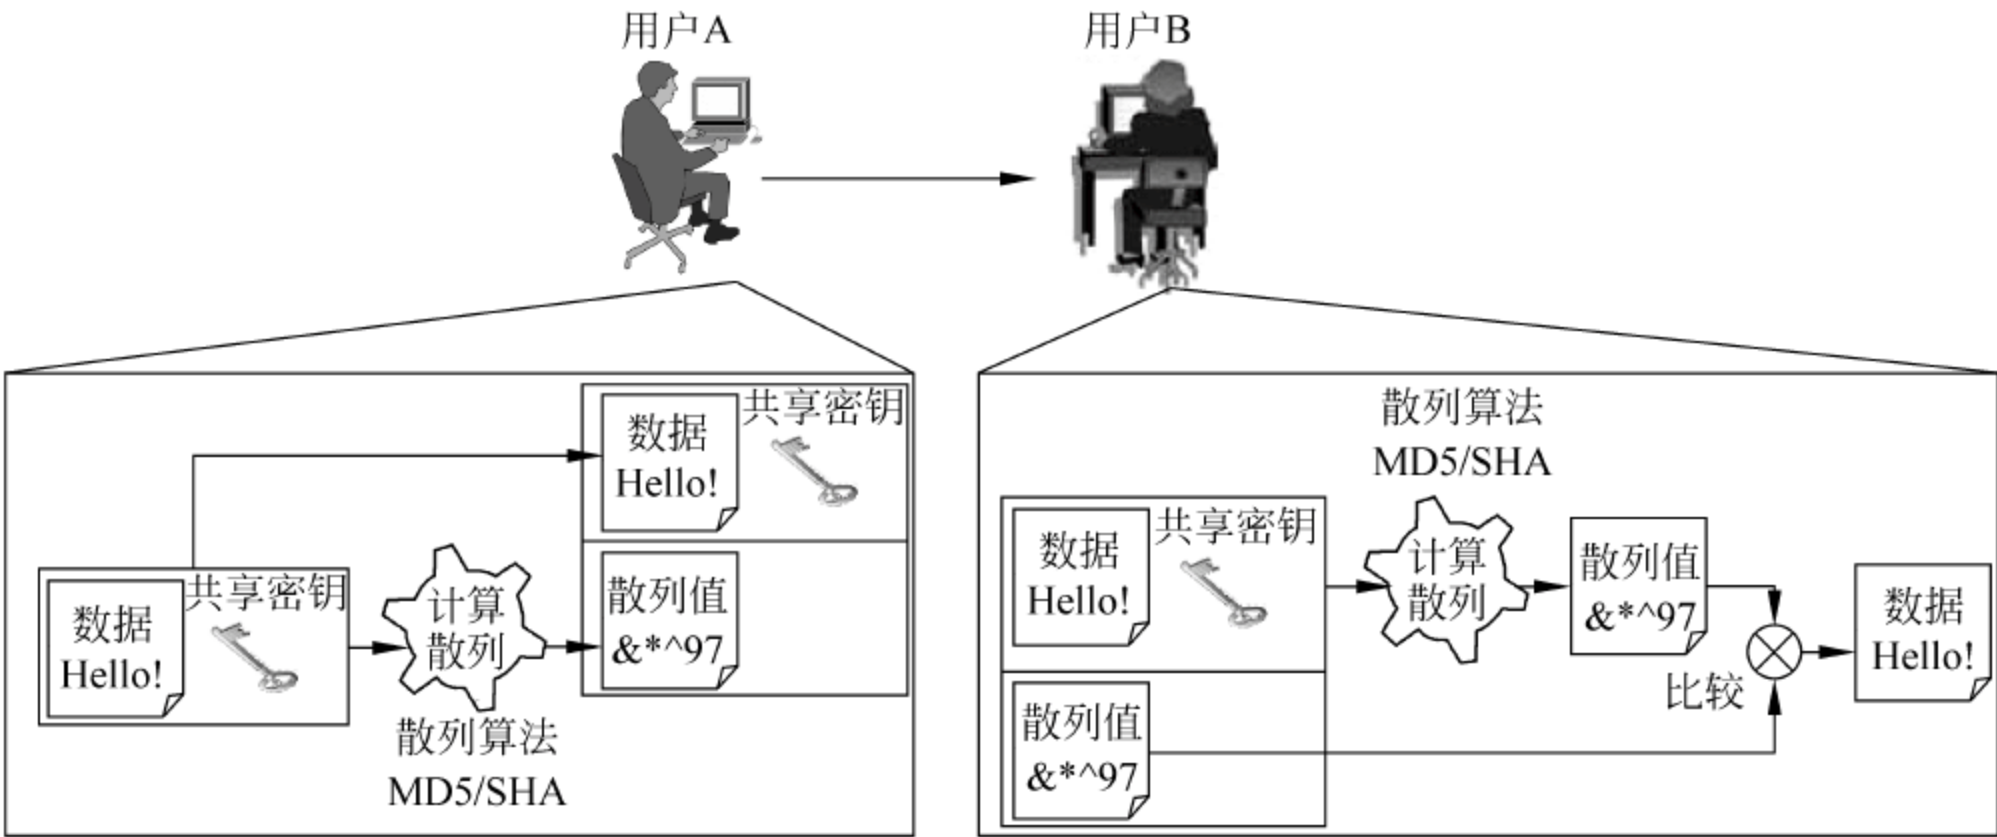 用户A
用户B
共享密钥
数据
Hello!
散列值
&*^97
共享密钥
数据
Hello!
计算
散列
散列算法
MD5/SHA
散列算法
MD5/SHA
共享密钥
数据
Hello!
计算
散列
散列值
&*^97
散列值
&*^97
比较
数据
Hello!